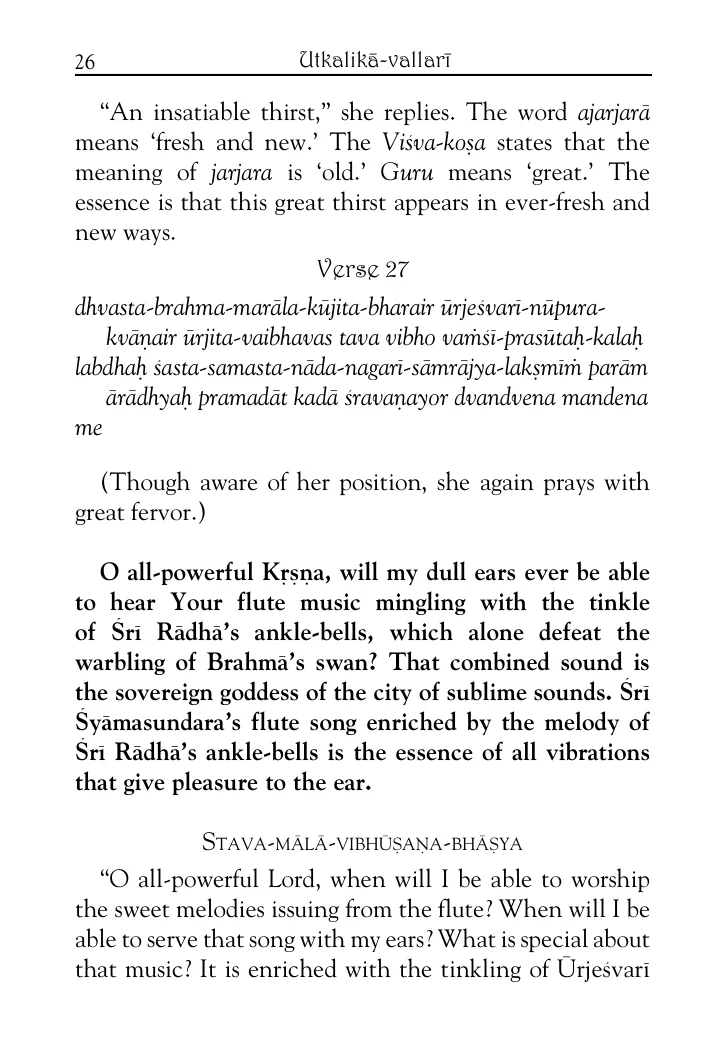 26
Utkalikā-vallarī
“An insatiable thirst,” she replies. The word ajarjarā
means ‘fresh and new.’ The Viśva-koṣa states that the
meaning of jarjara is ‘old.’ Guru means ‘great.’ The
essence is that this great thirst appears in ever-fresh and
new ways.
Verse 27
dhvasta-brahma-marāla-kūjita-bharair ūrjeśvarī-nūpura-
kvāṇair ūrjita-vaibhavas tava vibho vaṁśī-prasūtaḥ-kalaḥ
labdhaḥ śasta-samasta-nāda-nagarī-sāmrājya-lakṣmīṁ parām
ārādhyaḥ pramadāt kadā śravaṇayor dvandvena mandena
me
(Though aware of her position, she again prays with
great fervor.)
O all-powerful Kṛṣṇa, will my dull ears ever be able
to hear Your flute music mingling with the tinkle
of Śrī Rādhā’s ankle-bells, which alone defeat the
warbling of Brahmā’s swan? That combined sound is
the sovereign goddess of the city of sublime sounds. Śrī
Śyāmasundara’s flute song enriched by the melody of
Śrī Rādhā’s ankle-bells is the essence of all vibrations
that give pleasure to the ear.
Stava-mālā-vibhūṣaṇa-bhāṣya
“O all-powerful Lord, when will I be able to worship
the sweet melodies issuing from the flute? When will I be
able to serve that song with my ears? What is special about
that music? It is enriched with the tinkling of Ūrjeśvarī